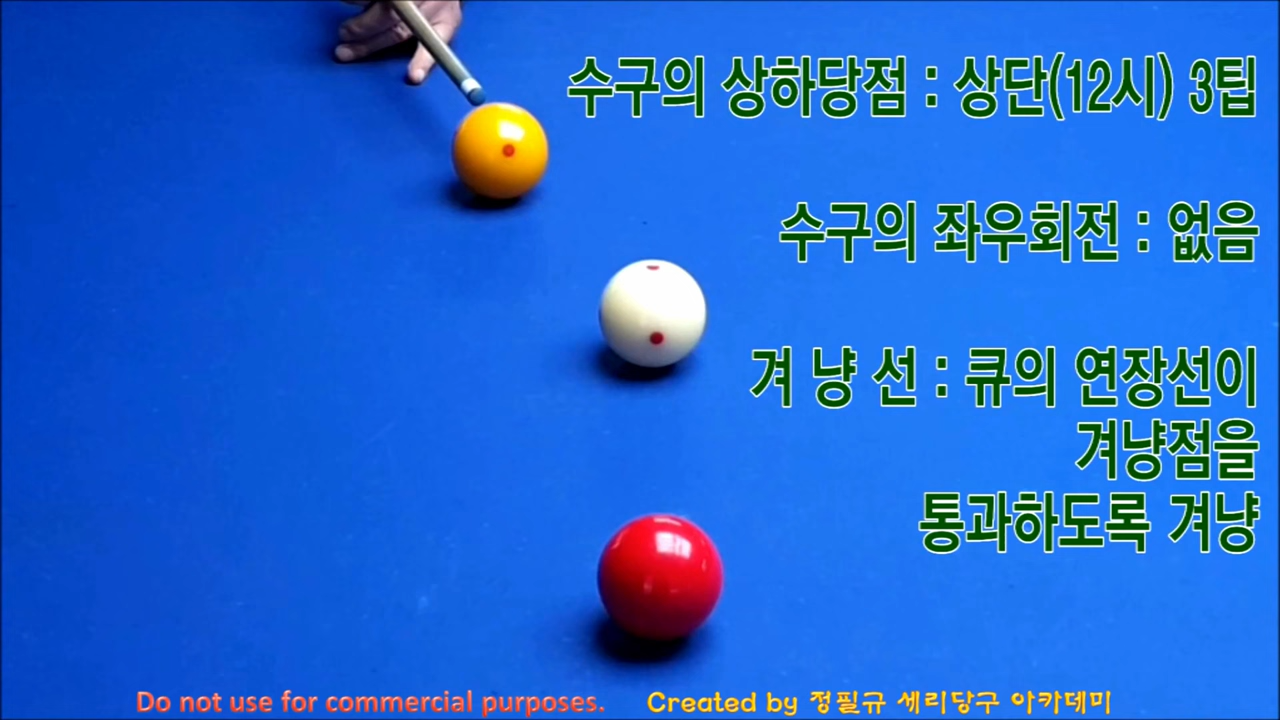 수구의 상하당점 : 상단(12시) 3팁
수구의 좌우회전 : 없음
겨 냥 선 : 큐의 연장선이
겨냥점을
통과하도록 겨냥
Do not use for commercial purposes. Created by 정필규 세리당구 아카데미